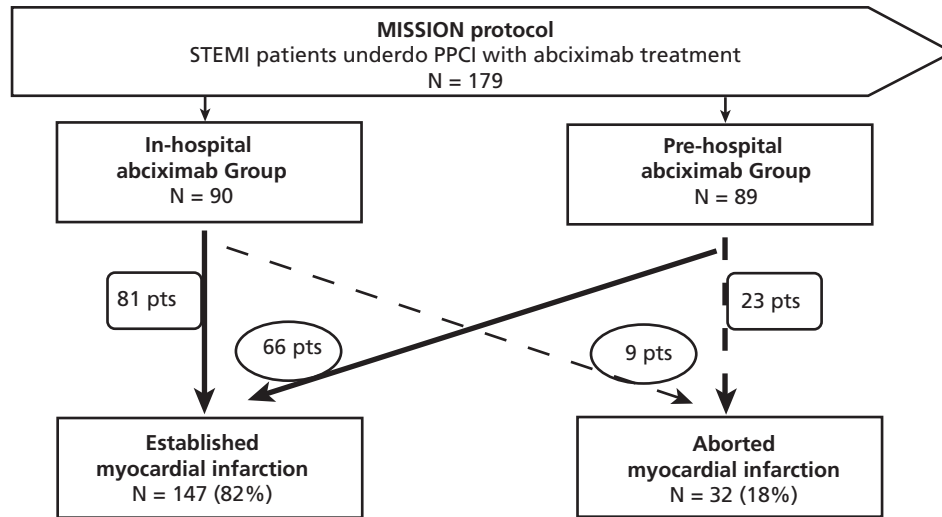 MISSION protocol
STEMI patients underdo PPCI with abciximab treatment
N = 179
In-hospital
abciximab Group
N = 90
Pre-hospital
abciximab Group
N = 89
81 pts
23 pts
66 pts
9 pts
Established
myocardial infarction
N = 147 (82%)
Aborted
myocardial infarction
N = 32 (18%)